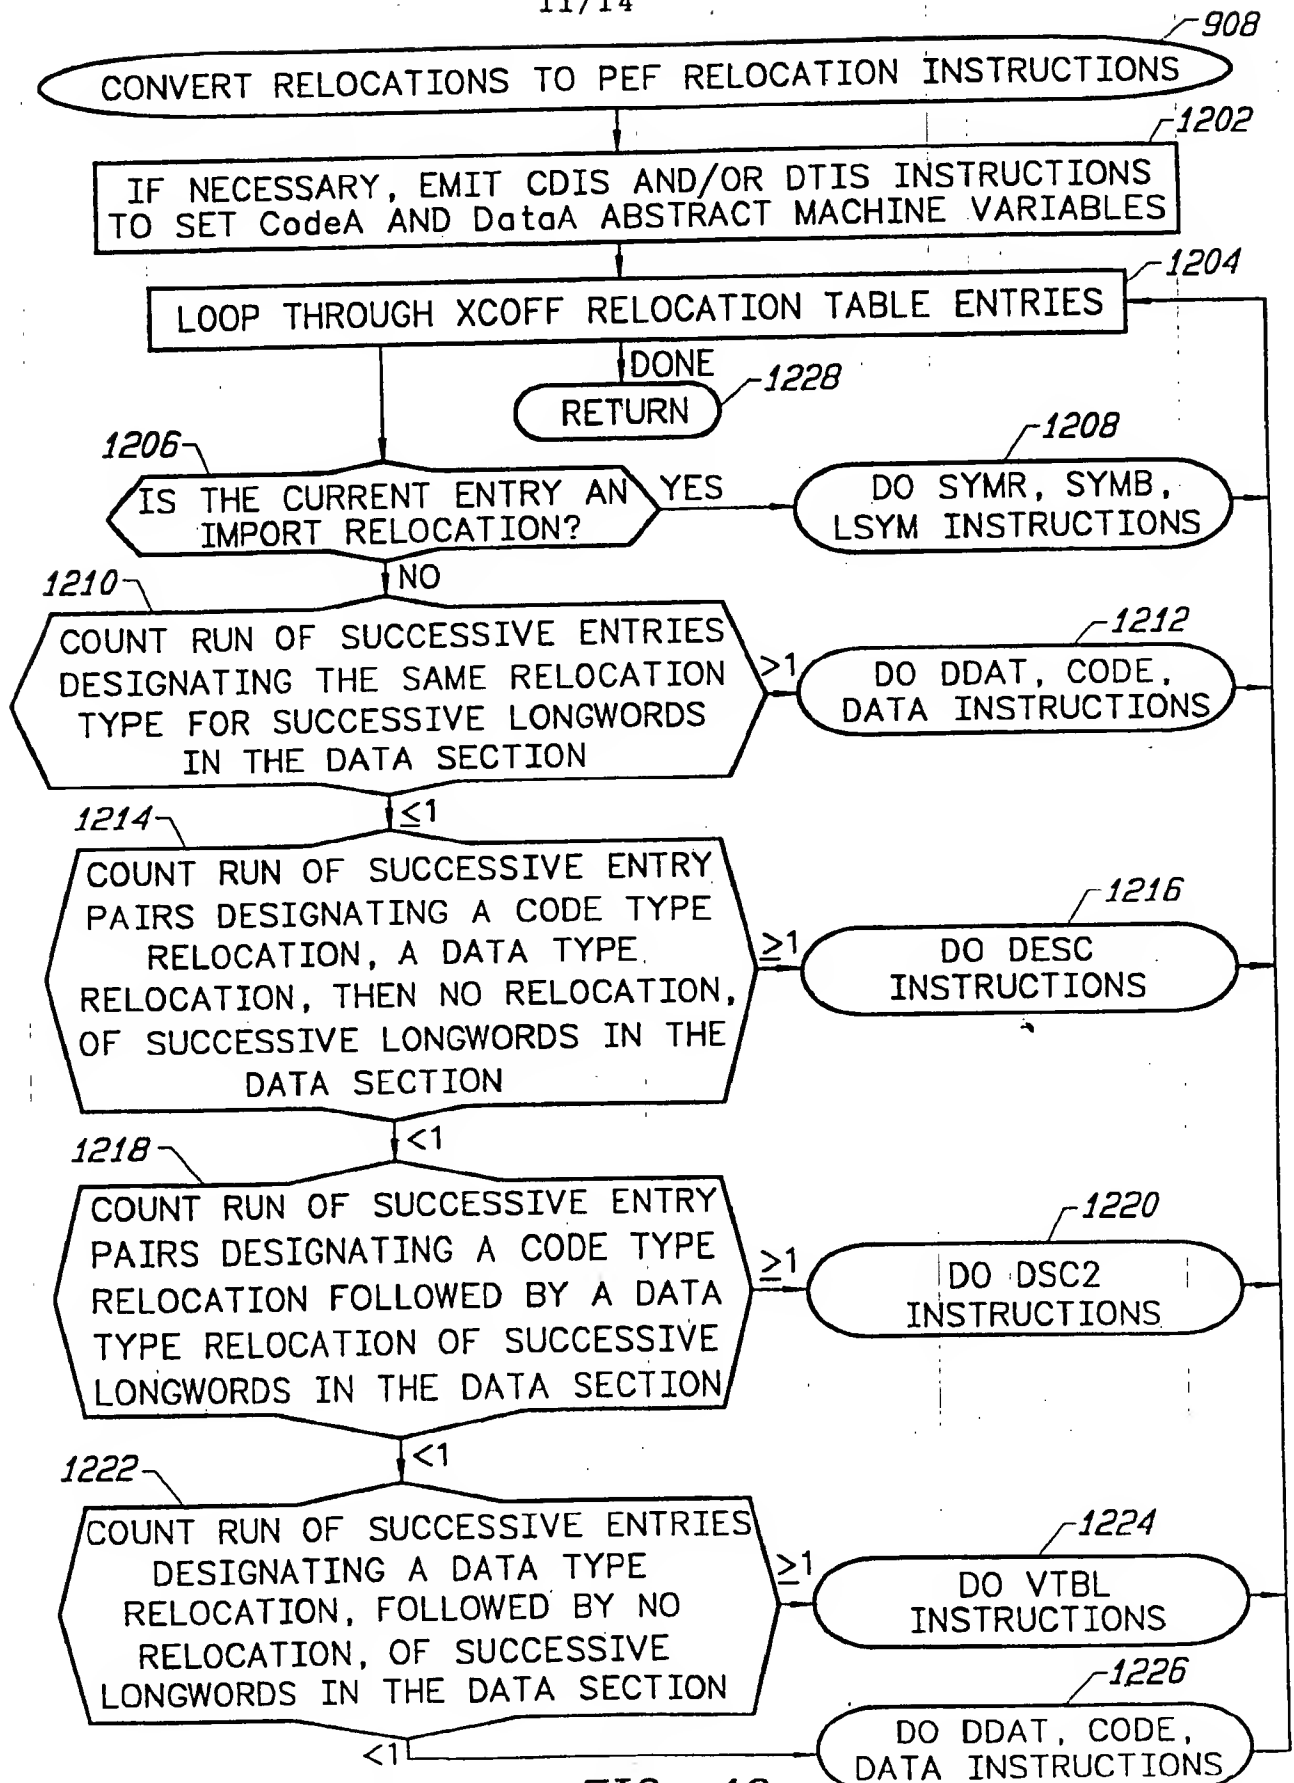 11/14
908
CONVERT RELOCATIONS TO PEF RELOCATION INSTRUCTIONS
1202
IF NECESSARY, EMIT CDIS AND/OR DTIS INSTRUCTIONS
TO SET CodeA AND DataA ABSTRACT MACHINE VARIABLES
1204
LOOP THROUGH XCOFF RELOCATION TABLE ENTRIES
DONE
1228
RETURN
1206
IS THE CURRENT ENTRY AN
IMPORT RELOCATION?
YES
1208
DO SYMR, SYMB,
LSYM INSTRUCTIONS
NO
1210
COUNT RUN OF SUCCESSIVE ENTRIES
DESIGNATING THE SAME RELOCATION
TYPE FOR SUCCESSIVE LONGWORDS
IN THE DATA SECTION
>1
1212
DO DDAT, CODE,
DATA INSTRUCTIONS
≤1
1214
COUNT RUN OF SUCCESSIVE ENTRY
PAIRS DESIGNATING A CODE TYPE
RELOCATION, A DATA TYPE
RELOCATION, THEN NO RELOCATION,
OF SUCCESSIVE LONGWORDS IN THE
DATA SECTION
≥1
1216
DO DESC
INSTRUCTIONS
<1
1218
COUNT RUN OF SUCCESSIVE ENTRY
PAIRS DESIGNATING A CODE TYPE
RELOCATION FOLLOWED BY A DATA
TYPE RELOCATION OF SUCCESSIVE
LONGWORDS IN THE DATA SECTION
≥1
1220
DO DSC2
INSTRUCTIONS
<1
1222
COUNT RUN OF SUCCESSIVE ENTRIES
DESIGNATING A DATA TYPE
RELOCATION, FOLLOWED BY NO
RELOCATION, OF SUCCESSIVE
LONGWORDS IN THE DATA SECTION
≥1
1224
DO VTBL
INSTRUCTIONS
<1
1226
DO DDAT, CODE,
DATA INSTRUCTIONS